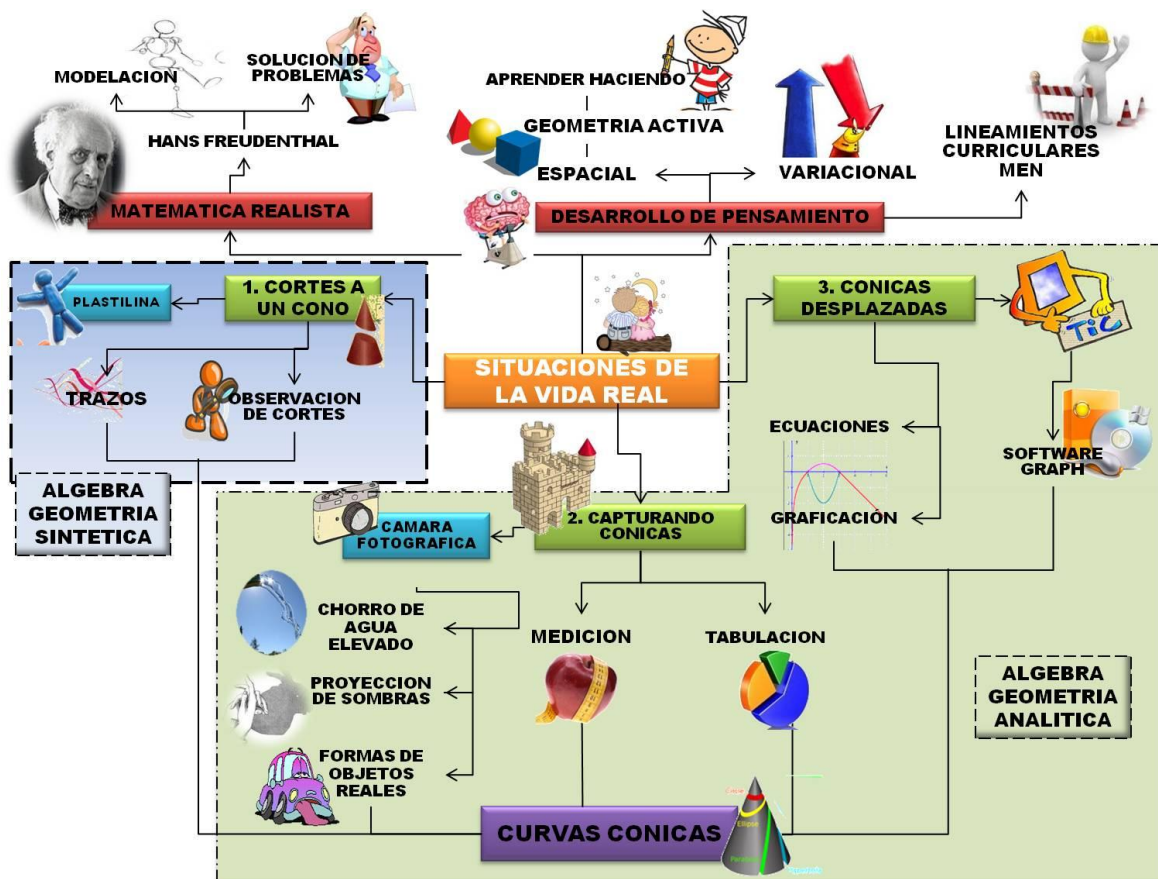 MODELACION
SOLUCION DE
PROBLEMAS
HANS FREUDENTHAL
MATEMATICA REALISTA
APRENDER HACIENDO
GEOMETRIA ACTIVA
ESPACIAL
VARIACIONAL
LINEAMIENTOS
CURRICULARES
MEN
DESARROLLO DE PENSAMIENTO
PLASTILINA
1. CORTES A
UN CONO
TRAZOS
OBSERVACION
DE CORTES
ALGEBRA
GEOMETRIA
SINTETICA
SITUACIONES DE
LA VIDA REAL
3. CONICAS
DESPLAZADAS
TiC
ECUACIONES
GRAFICACIÓN
SOFTWARE
GRAPH
2. CAPTURANDO
CONICAS
CAMARA
FOTOGRAFICA
CHORRO DE
AGUA
ELEVADO
PROYECCION
DE SOMBRAS
FORMAS DE
OBJETOS
REALES
MEDICION
TABULACION
ALGEBRA
GEOMETRIA
ANALITICA
CURVAS CONICAS
Ellipse